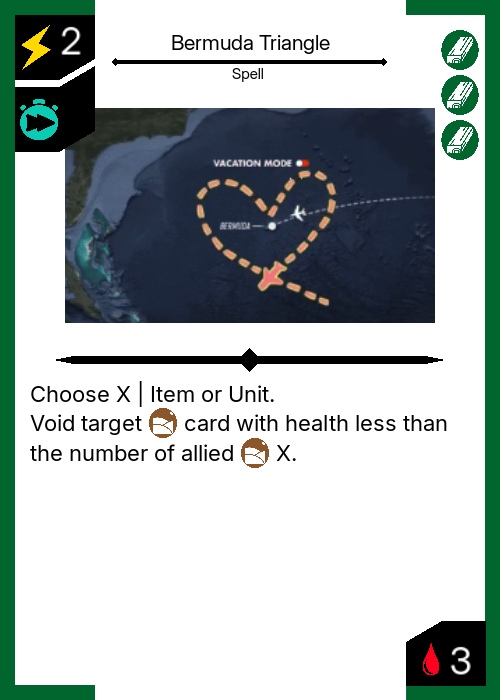 2
Bermuda Triangle
Spell
VACATION MODE
BERMUDA
Choose X | Item or Unit.
Void target card with health less than
the number of allied X.
3